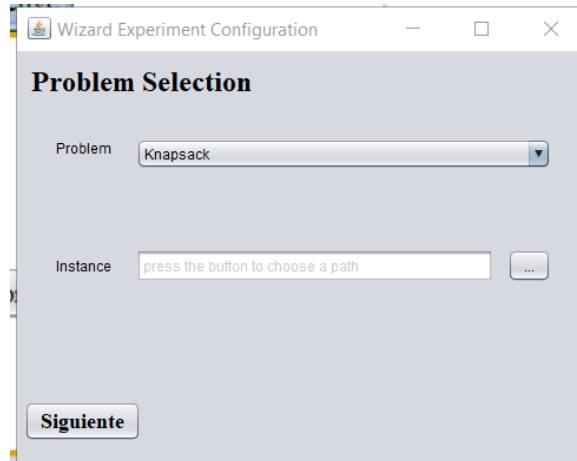 Wizard Experiment Configuration
Problem Selection
Problem
Knapsack
Instance
press the button to choose a path
...
Siguiente